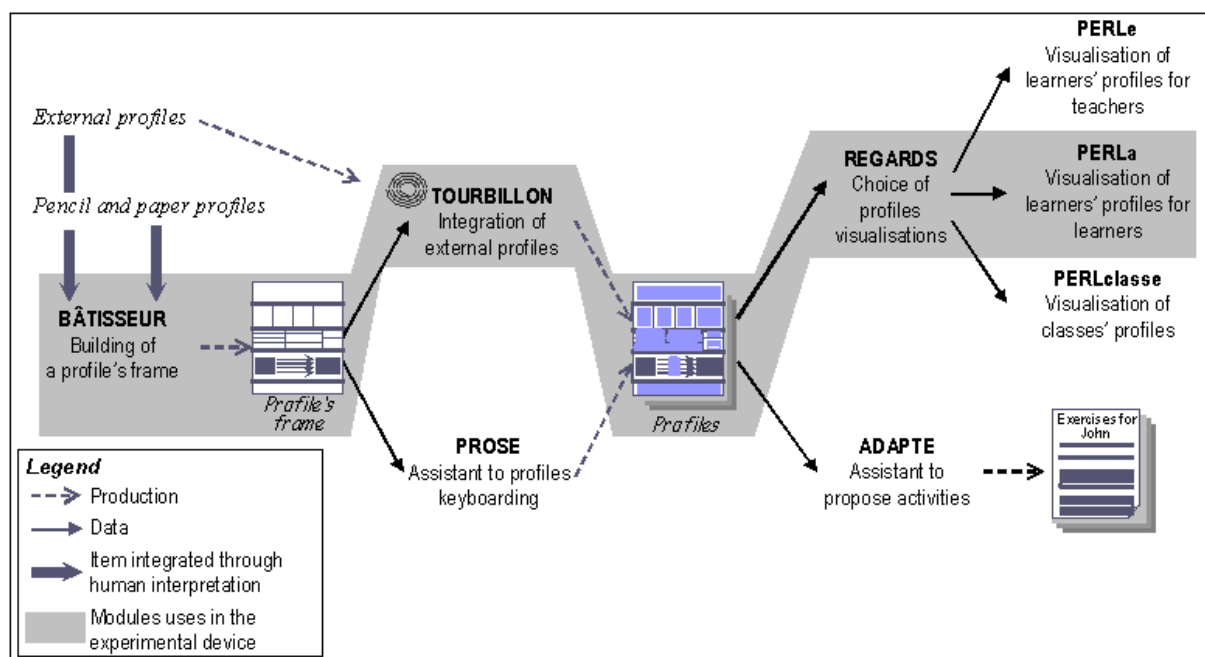 External profiles
Pencil and paper profiles
BÂTISSEUR
Building of
a profile's frame
Profile's
frame
TOURBILLON
Integration of
external profiles
PROSE
Assistant to profiles
keyboarding
Profiles
REGARDS
Choice of
profiles
visualisations
PERLe
Visualisation of
learners' profiles for
teachers
PERLa
Visualisation of
learners' profiles for
learners
PERLclasse
Visualisation of
classes' profiles
ADAPTE
Assistant to
propose activities
Exercises for
John
Legend
Production
Data
Item integrated through
human interpretation
Modules uses in the
experimental device